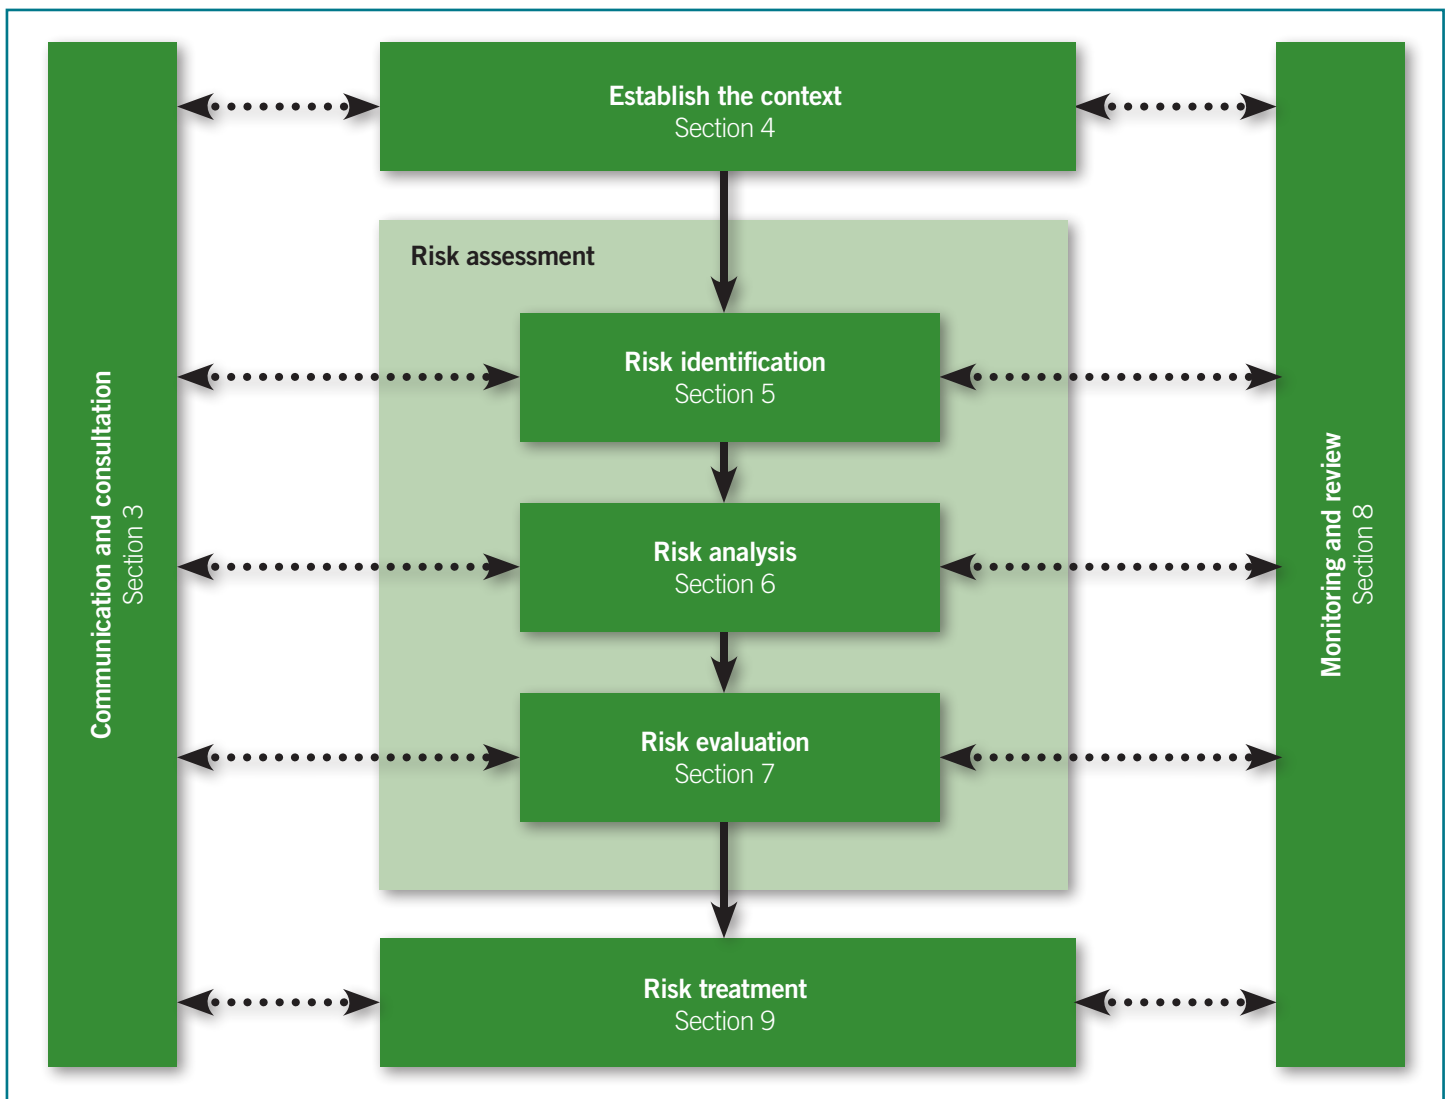 Establish the context
Section 4
Risk assessment
Risk identification
Section 5
Risk analysis
Section 6
Risk evaluation
Section 7
Risk treatment
Section 9
Communication and consultation
Section 3
Monitoring and review
Section 8